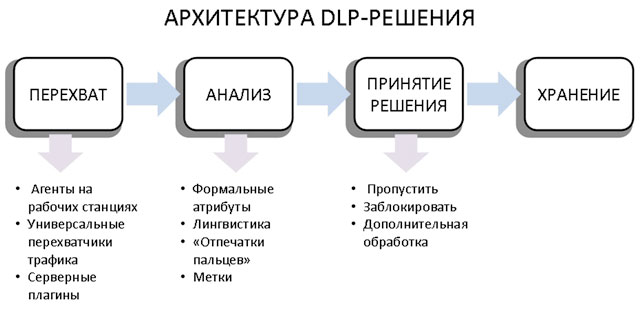 АРХИТЕКТУРА DLP-РЕШЕНИЯ
ПЕРЕХВАТ
АНАЛИЗ
ПРИНЯТИЕ
РЕШЕНИЯ
ХРАНЕНИЕ
• Агенты на
рабочих станциях
• Универсальные
перехватчики
трафика
• Серверные
плагины
• Формальные
атрибуты
• Лингвистика
• «Отпечатки
пальцев»
• Метки
• Пропустить
• Заблокировать
• Дополнительная
обработка